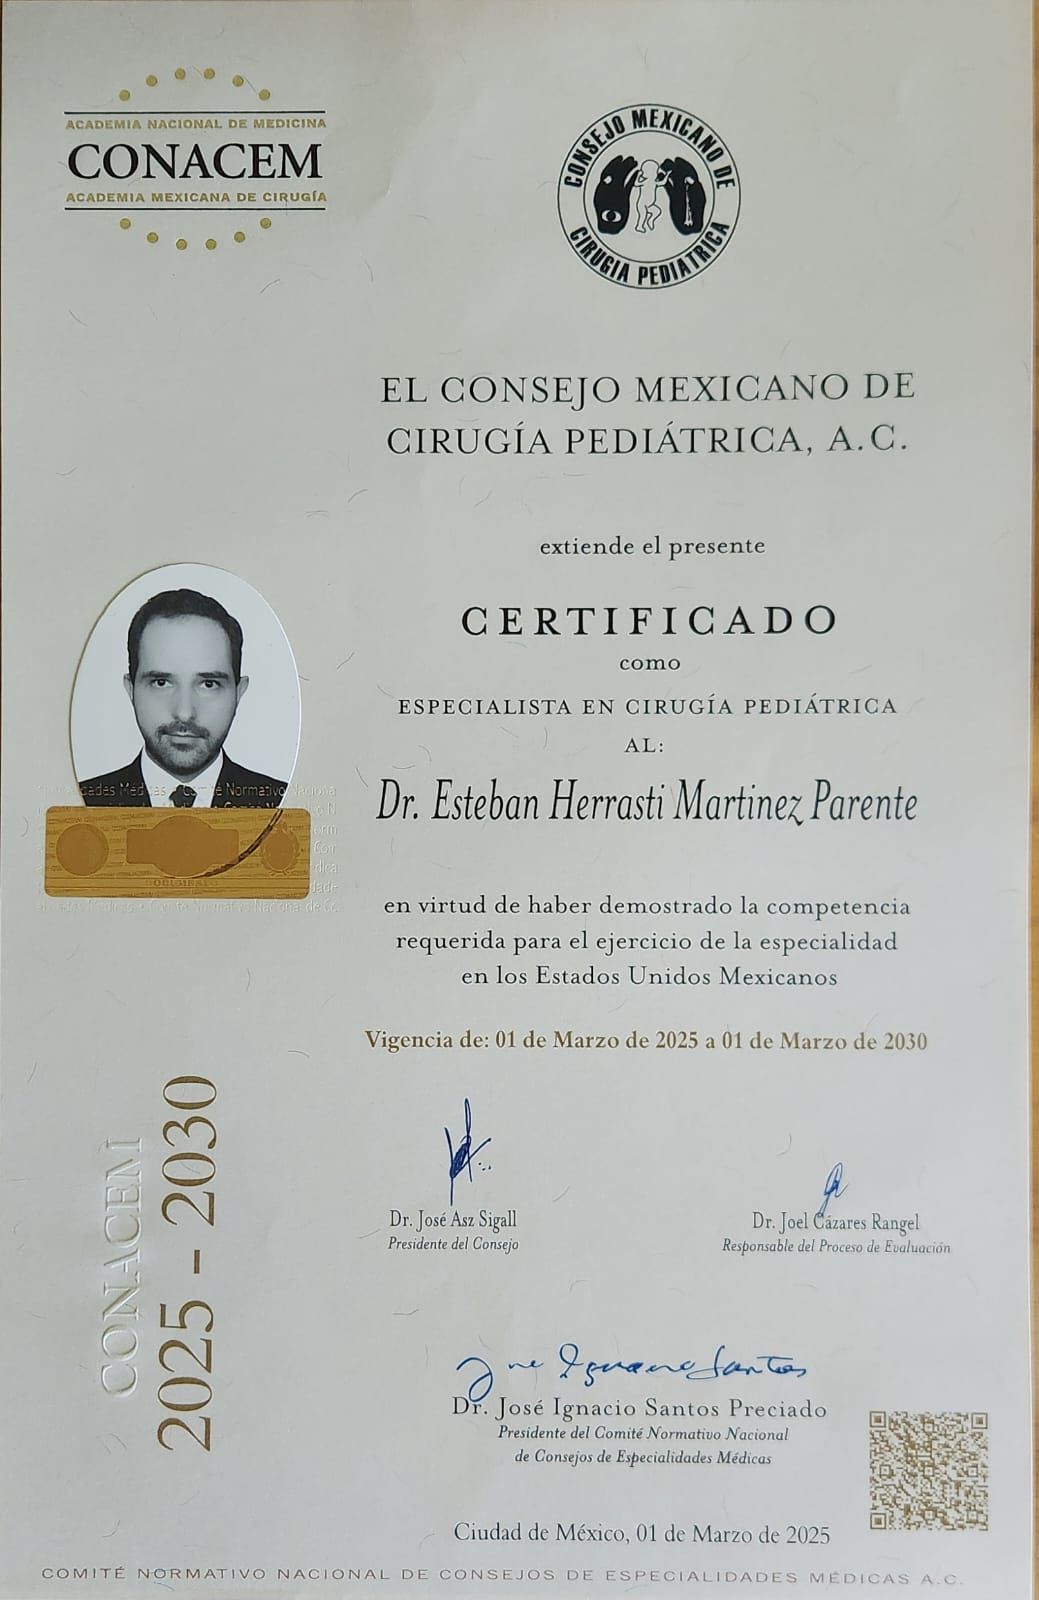 ACADEMIA NACIONAL DE MEDICINA
CONACEM
ACADEMIA MEXICANA DE CIRUGÍA
CONSEJO MEXICANO DE
CIRUGIA PEDIATRICA
EL CONSEJO MEXICANO DE
CIRUGÍA PEDIÁTRICA, A.C.
extiende el presente
CERTIFICADO
como
ESPECIALISTA EN CIRUGÍA PEDIÁTRICA
AL:
Dr. Esteban Herrasti Martinez Parente
en virtud de haber demostrado la competencia
requerida para el ejercicio de la especialidad
en los Estados Unidos Mexicanos
Vigencia de: 01 de Marzo de 2025 a 01 de Marzo de 2030
CONACEM
2025 - 2030
Dr. José Asz Sigall
Presidente del Consejo
Dr. Joel Cázares Rangel
Responsable del Proceso de Evaluación
José Ignacio Santos
Dr. José Ignacio Santos Preciado
Presidente del Comité Normativo Nacional
de Consejos de Especialidades Médicas
Ciudad de México, 01 de Marzo de 2025
COMITÉ NORMATIVO NACIONAL DE CONSEJOS DE ESPECIALIDADES MÉDICAS A.C.